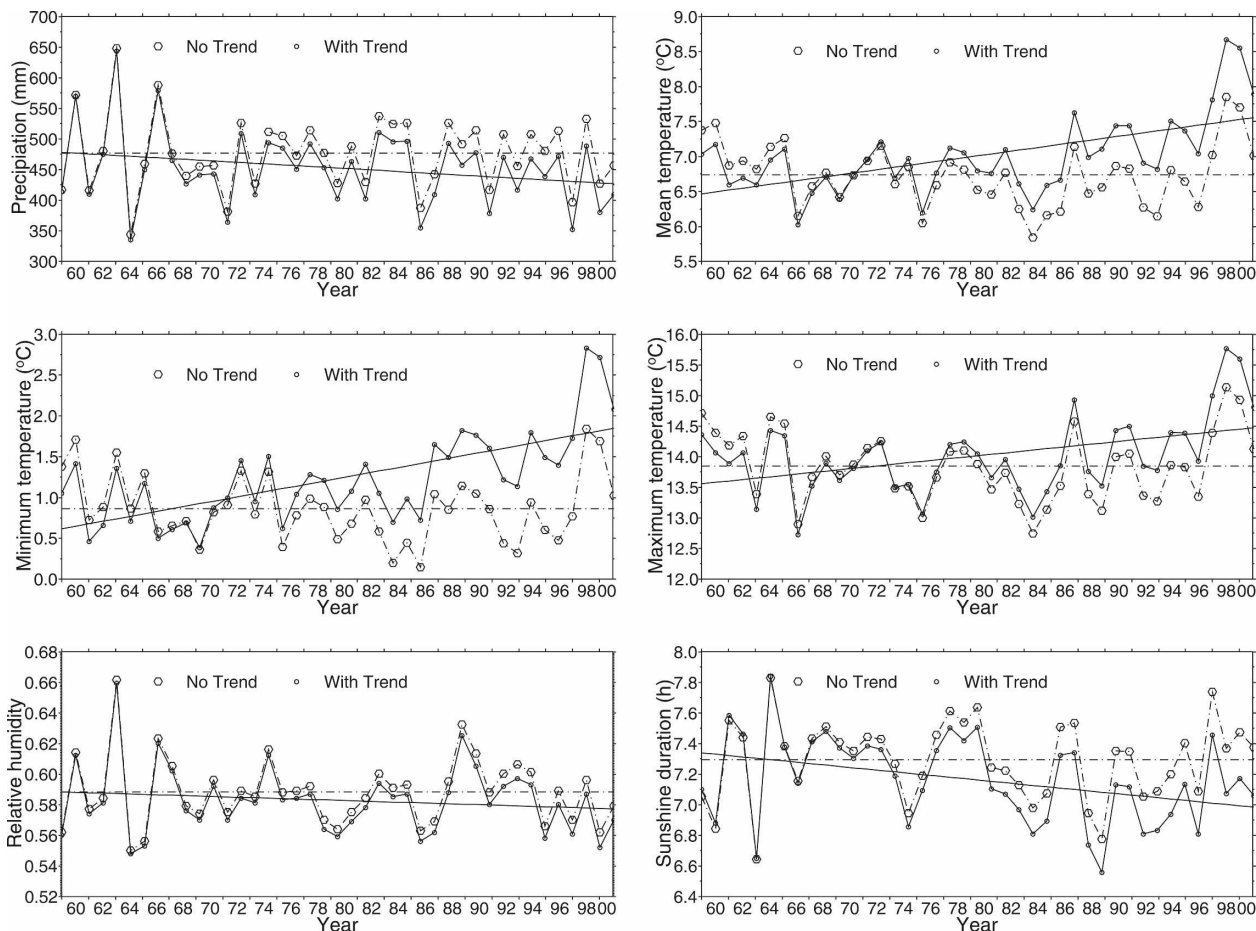 700
650
600
550
500
450
400
350
300
Precipiation (mm)
No Trend With Trend
60 62 64 66 68 70 72 74 76 78 80 82 84 86 88 90 92 94 96 9800
Year
9.0
8.5
8.0
7.5
7.0
6.5
6.0
5.5
Mean temperature (°C)
No Trend With Trend
60 62 64 66 68 70 72 74 76 78 80 82 84 86 88 90 92 94 96 9800
Year
3.0
2.5
2.0
1.5
1.0
0.5
0.0
Minimum temperature (°C)
No Trend With Trend
60 62 64 66 68 70 72 74 76 78 80 82 84 86 88 90 92 94 96 9800
Year
16.0
15.5
15.0
14.5
14.0
13.5
13.0
12.5
12.0
Maximum temperature (°C)
No Trend With Trend
60 62 64 66 68 70 72 74 76 78 80 82 84 86 88 90 92 94 96 9800
Year
0.68
0.66
0.64
0.62
0.60
0.58
0.56
0.54
0.52
Relative humidity
No Trend With Trend
60 62 64 66 68 70 72 74 76 78 80 82 84 86 88 90 92 94 96 9800
Year
8.0
7.8
7.6
7.4
7.2
7.0
6.8
6.6
6.4
Sunshine duration (h)
No Trend With Trend
60 62 64 66 68 70 72 74 76 78 80 82 84 86 88 90 92 94 96 9800
Year